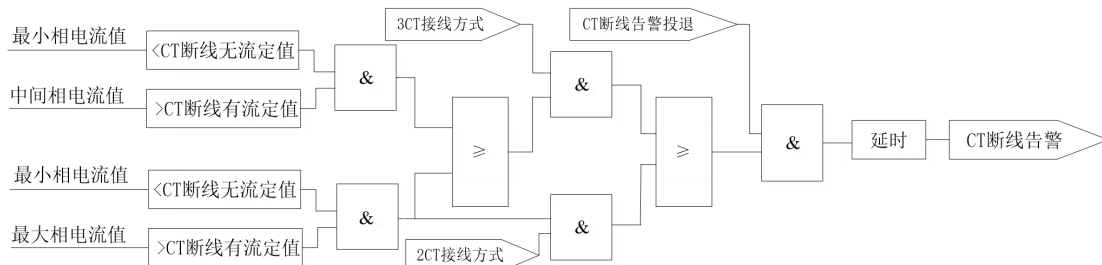 3CT接线方式
CT断线告警投退
最小相电流值
<CT断线无流定值
&
&
中间相电流值
>CT断线有流定值
≥
≥
&
延时
CT断线告警
最小相电流值
<CT断线无流定值
&
&
最大相电流值
>CT断线有流定值
2CT接线方式